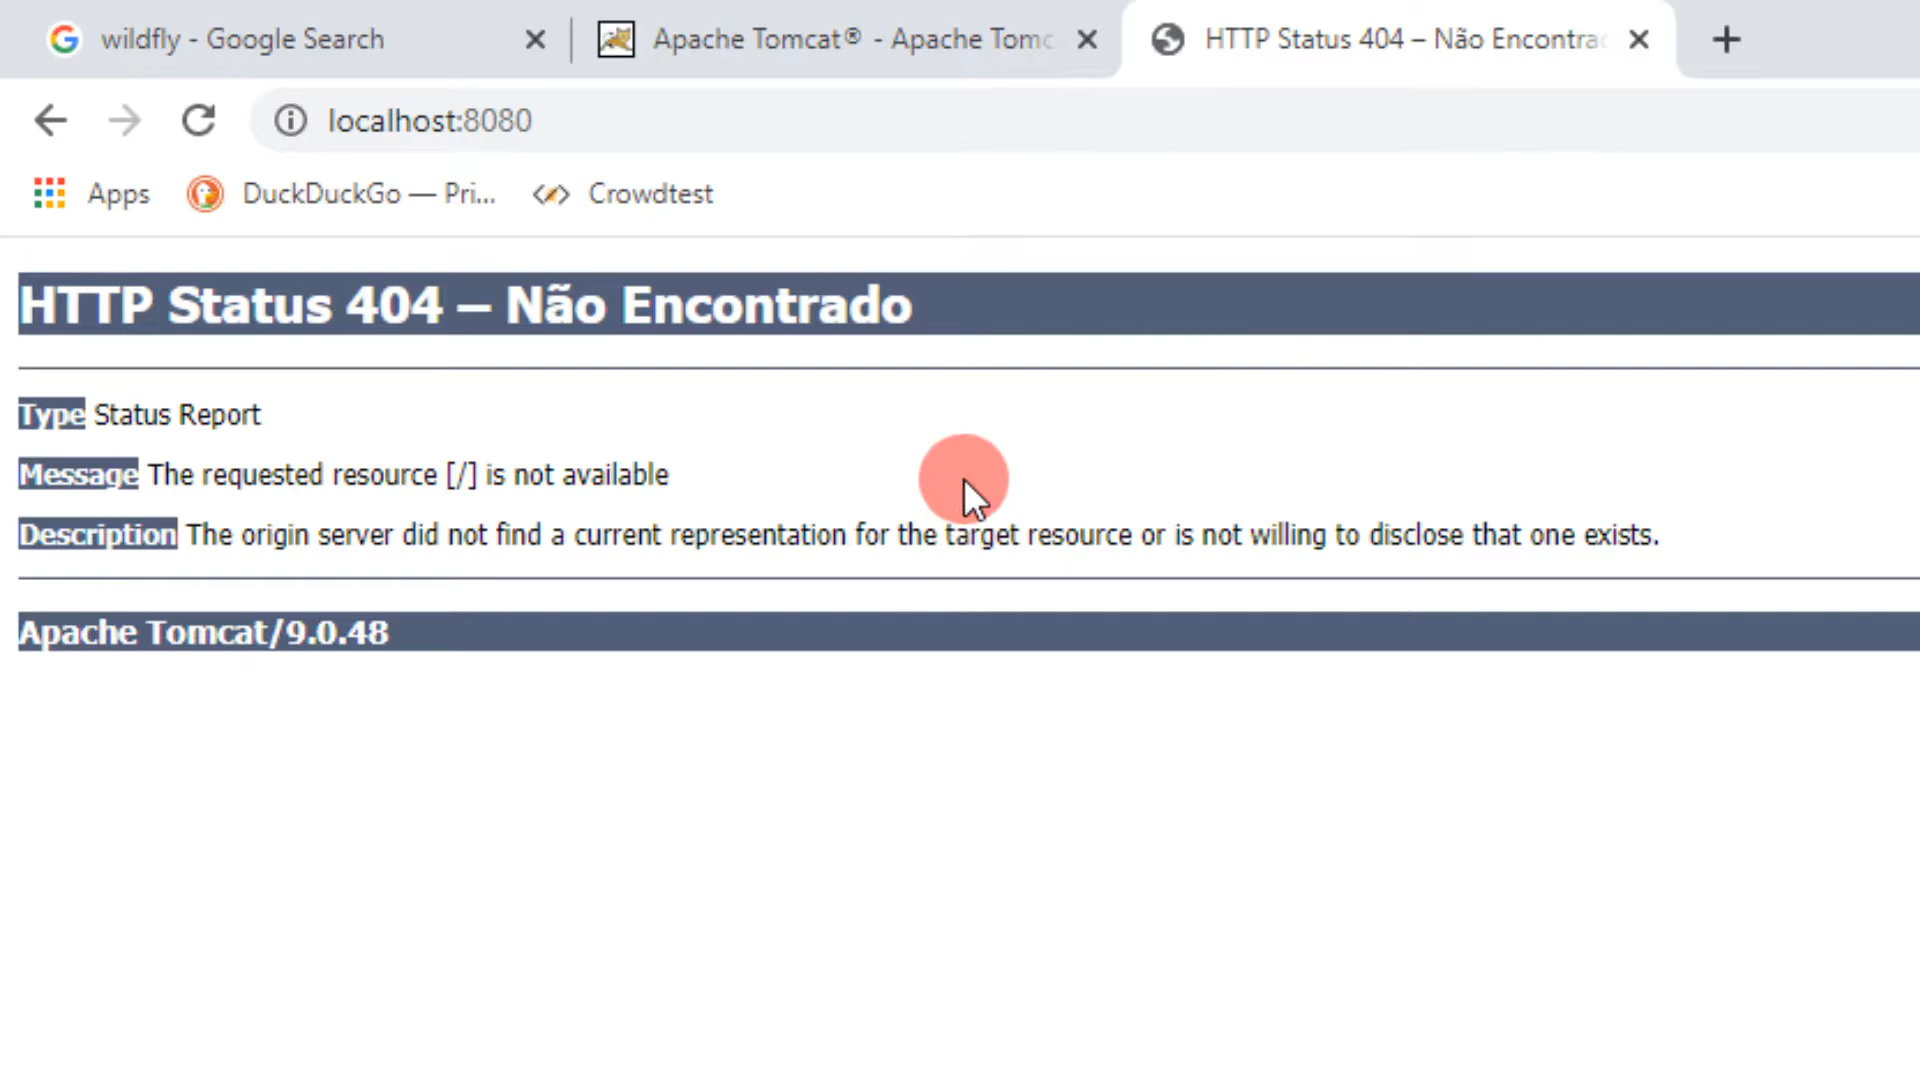 wildfly - Google Search
Apache Tomcat® - Apache Tomc
HTTP Status 404 – Não Encontrac
localhost:8080
Apps
DuckDuckGo — Pri...
Crowdtest
HTTP Status 404 – Não Encontrado
Type Status Report
Message The requested resource [/] is not available
Description The origin server did not find a current representation for the target resource or is not willing to disclose that one exists.
Apache Tomcat/9.0.48